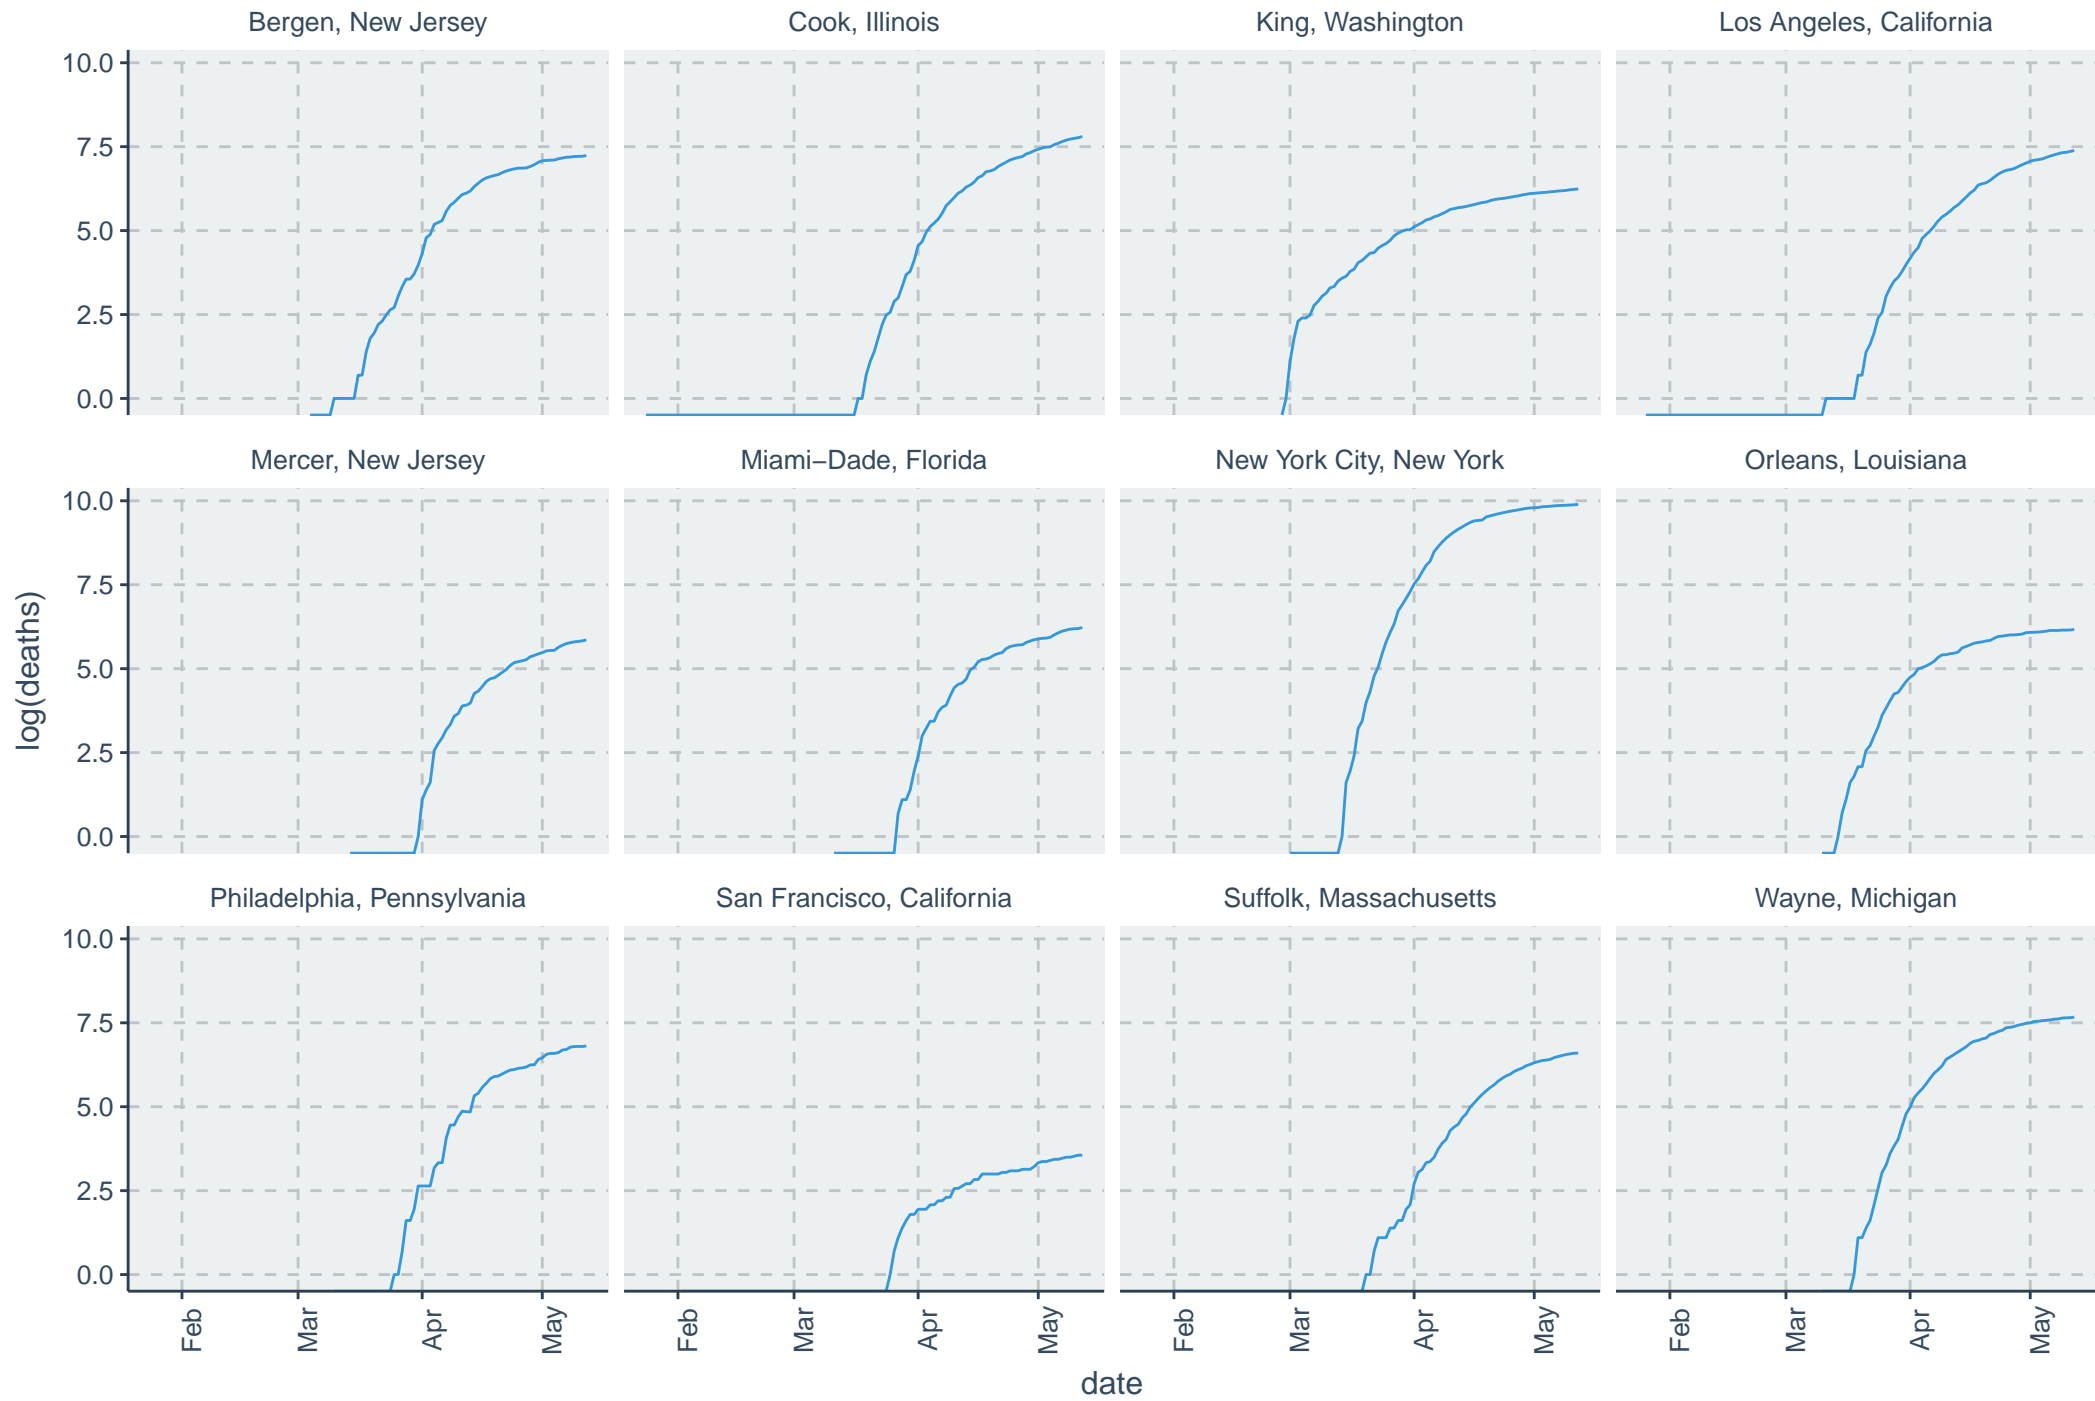 Bergen, New Jersey
Cook, Illinois
King, Washington
Los Angeles, California
10.0
7.5
5.0
2.5
0.0
Mercer, New Jersey
Miami−Dade, Florida
New York City, New York
Orleans, Louisiana
10.0
7.5
5.0
2.5
0.0
log(deaths)
Philadelphia, Pennsylvania
San Francisco, California
Suffolk, Massachusetts
Wayne, Michigan
10.0
7.5
5.0
2.5
0.0
Feb
Mar
Apr
May
Feb
Mar
Apr
May
Feb
Mar
Apr
May
Feb
Mar
Apr
May
date